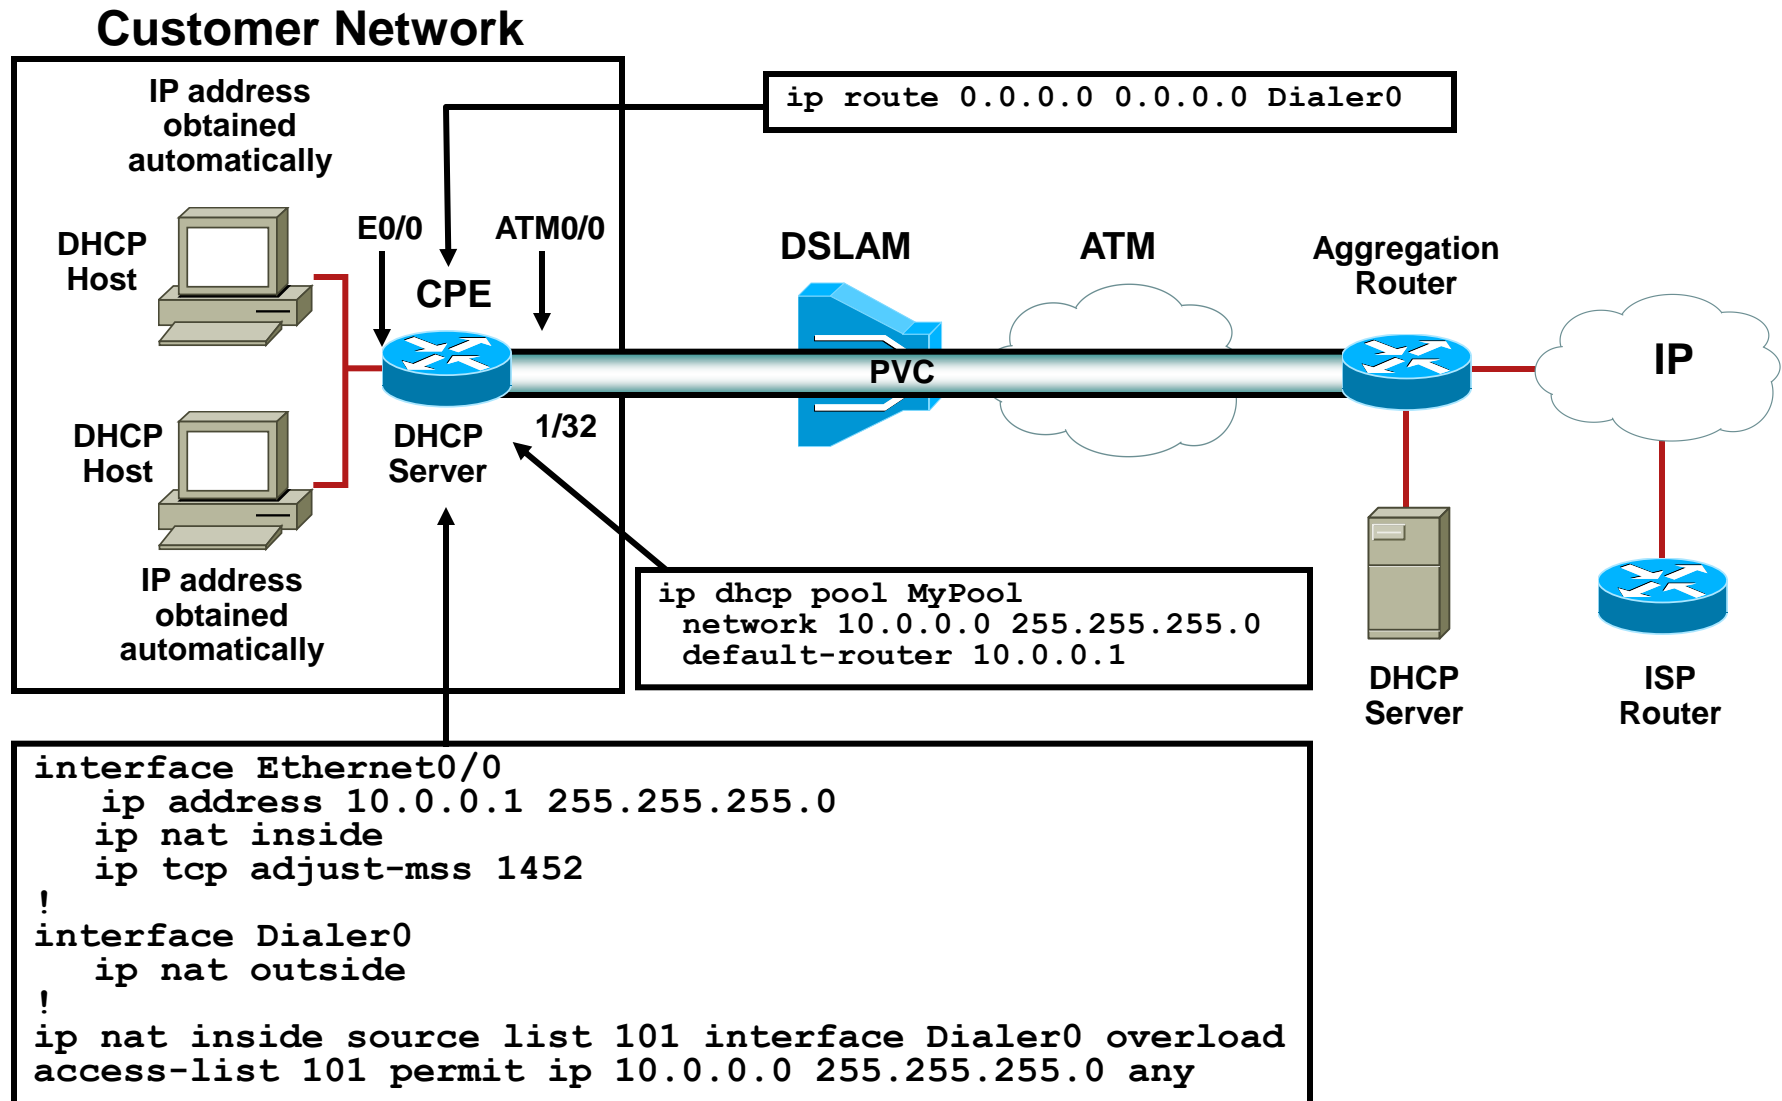 Customer Network
IP address
obtained
automatically
ip route 0.0.0.0 0.0.0.0 Dialer0
DHCP
Host
E0/0
ATM0/0
CPE
DSLAM
ATM
Aggregation
Router
PVC
IP
DHCP
Host
DHCP
Server
1/32
IP address
obtained
automatically
ip dhcp pool MyPool
network 10.0.0.0 255.255.255.0
default-router 10.0.0.1
DHCP
Server
ISP
Router
interface Ethernet0/0
ip address 10.0.0.1 255.255.255.0
ip nat inside
ip tcp adjust-mss 1452
!
interface Dialer0
ip nat outside
!
ip nat inside source list 101 interface Dialer0 overload
access-list 101 permit ip 10.0.0.0 255.255.255.0 any